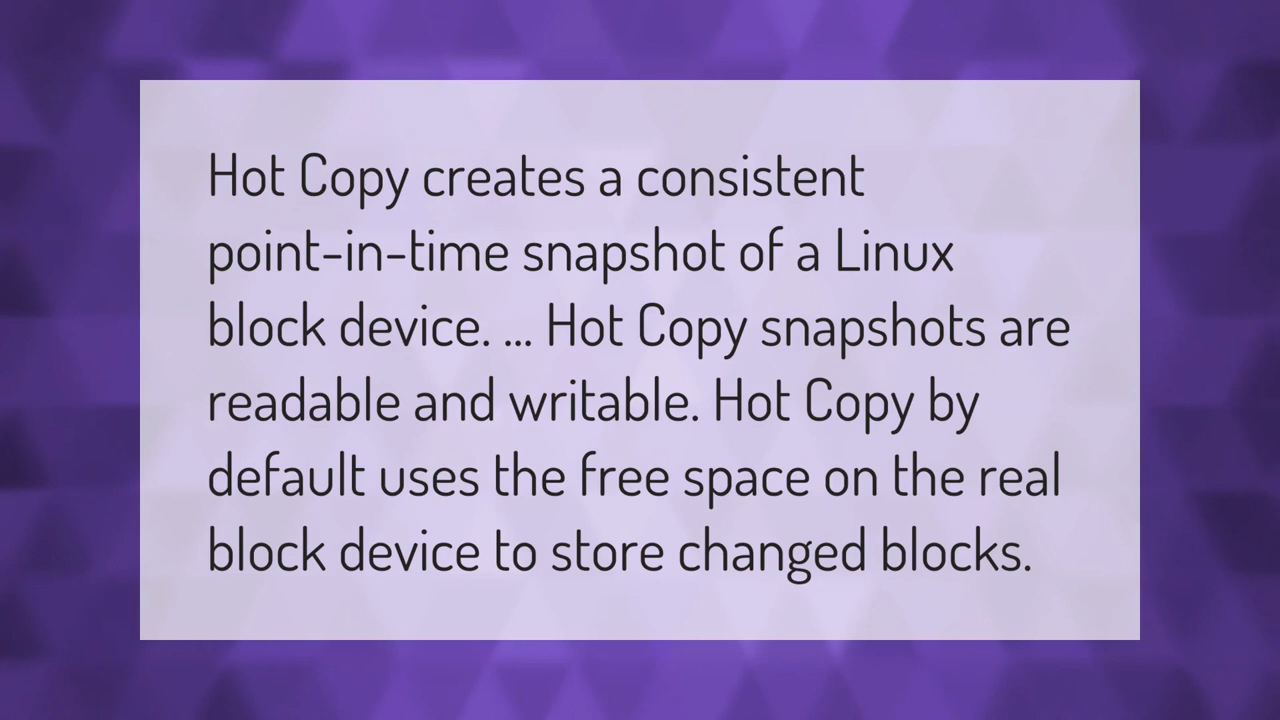 Hot Copy creates a consistent
point-in-time snapshot of a Linux
block device. ... Hot Copy snapshots are
readable and writable. Hot Copy by
default uses the free space on the real
block device to store changed blocks.